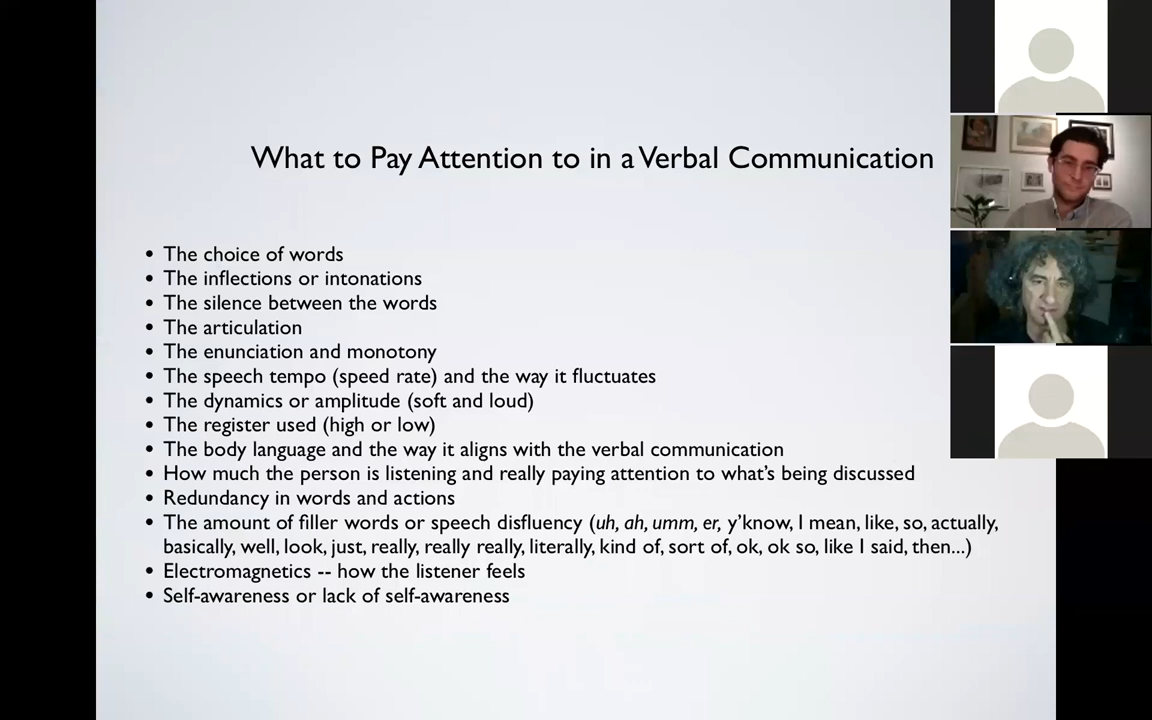 What to Pay Attention to in a Verbal Communication
• The choice of words
• The inflections or intonations
• The silence between the words
• The articulation
• The enunciation and monotony
• The speech tempo (speed rate) and the way it fluctuates
• The dynamics or amplitude (soft and loud)
• The register used (high or low)
• The body language and the way it aligns with the verbal communication
• How much the person is listening and really paying attention to what's being discussed
• Redundancy in words and actions
• The amount of filler words or speech disfluency (uh, ah, umm, er, y'know, I mean, like, so, actually,
basically, well, look, just, really, really really, literally, kind of, sort of, ok, ok so, like I said, then...)
• Electromagnetics -- how the listener feels
• Self-awareness or lack of self-awareness